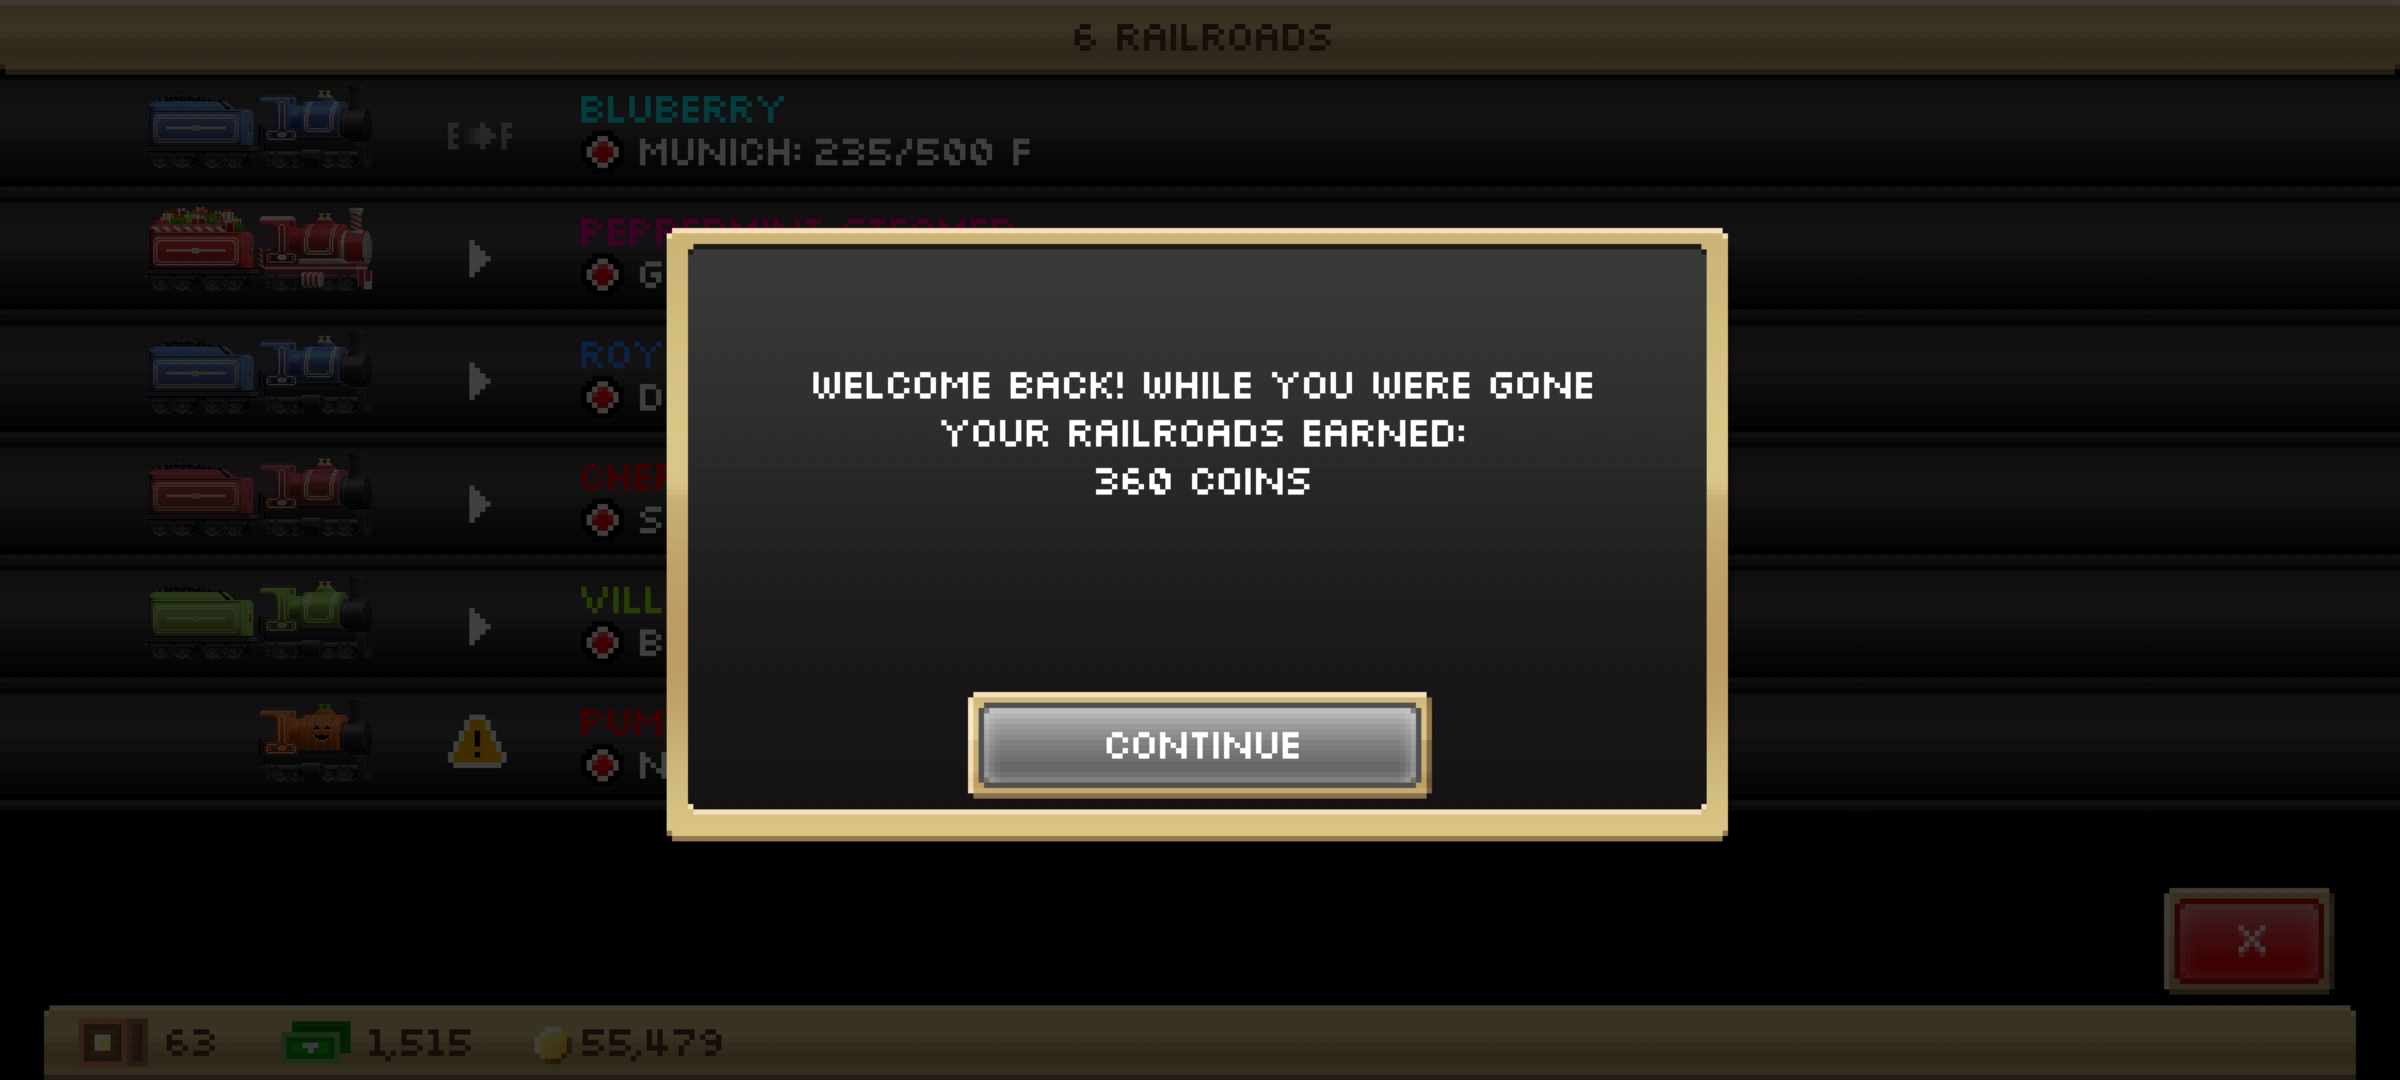 6 RAILROADS
BLUBERRY
E F
MUNICH: 235/500 F
WELCOME BACK! WHILE YOU WERE GONE
YOUR RAILROADS EARNED:
360 COINS
CONTINUE
X
63 1,515 55,479